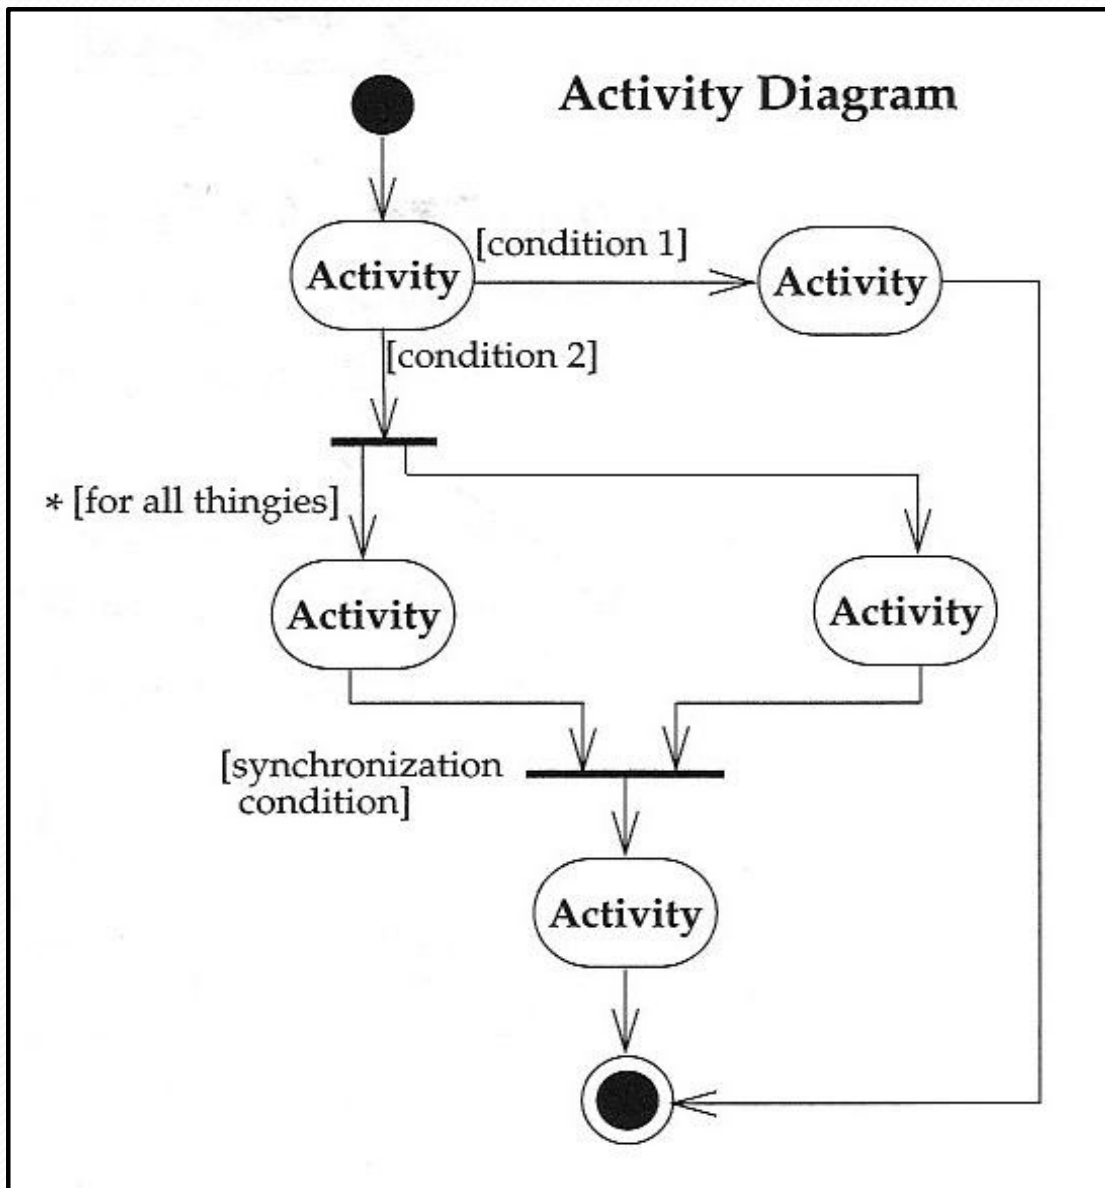 Activity Diagram
[condition 1]
Activity
Activity
[condition 2]
* [for all thingies]
Activity
Activity
[synchronization
condition]
Activity